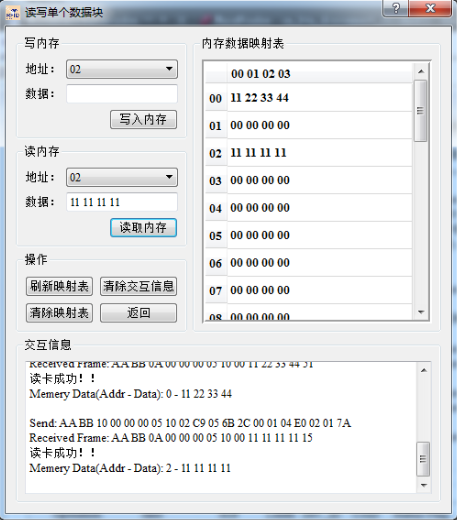 读写单个数据块
写内存
地址： 02
数据：
写入内存
读内存
地址： 02
数据： 11 11 11 11
读取内存
操作
刷新映射表 清除交互信息
清除映射表 返回
内存数据映射表
00 01 02 03
00 11 22 33 44
01 00 00 00 00
02 11 11 11 11
03 00 00 00 00
04 00 00 00 00
05 00 00 00 00
06 00 00 00 00
07 00 00 00 00
08 00 00 00 00
交互信息
Received Frame: AA BB 0A 00 00 00 05 10 00 11 22 33 44 51
读卡成功！！
Memery Data(Addr - Data): 0 - 11 22 33 44
Send: AA BB 10 00 00 00 05 10 02 C9 05 6B 2C 00 01 04 E0 02 01 7A
Received Frame: AA BB 0A 00 00 00 05 10 00 11 11 11 11 15
读卡成功！！
Memery Data(Addr - Data): 2 - 11 11 11 11